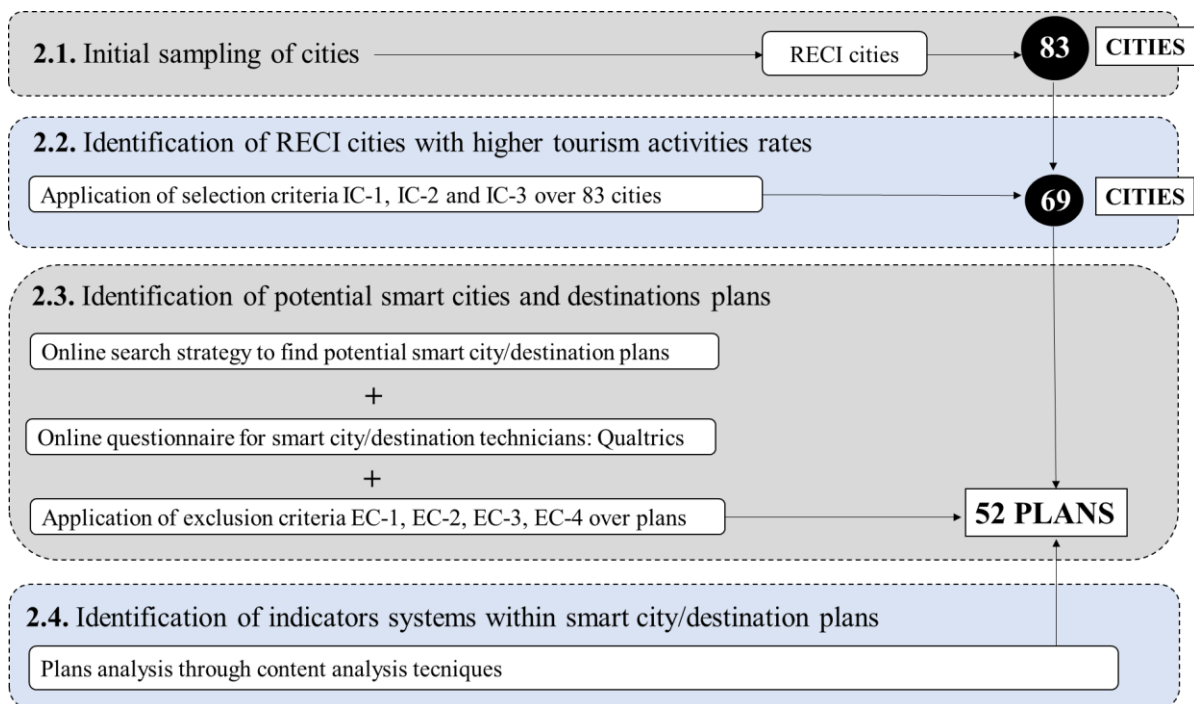 2.1. Initial sampling of cities
RECI cities
83
CITIES
2.2. Identification of RECI cities with higher tourism activities rates
Application of selection criteria IC-1, IC-2 and IC-3 over 83 cities
69
CITIES
2.3. Identification of potential smart cities and destinations plans
Online search strategy to find potential smart city/destination plans
+
Online questionnaire for smart city/destination technicians: Qualtrics
+
Application of exclusion criteria EC-1, EC-2, EC-3, EC-4 over plans
52 PLANS
2.4. Identification of indicators systems within smart city/destination plans
Plans analysis through content analysis tecniques